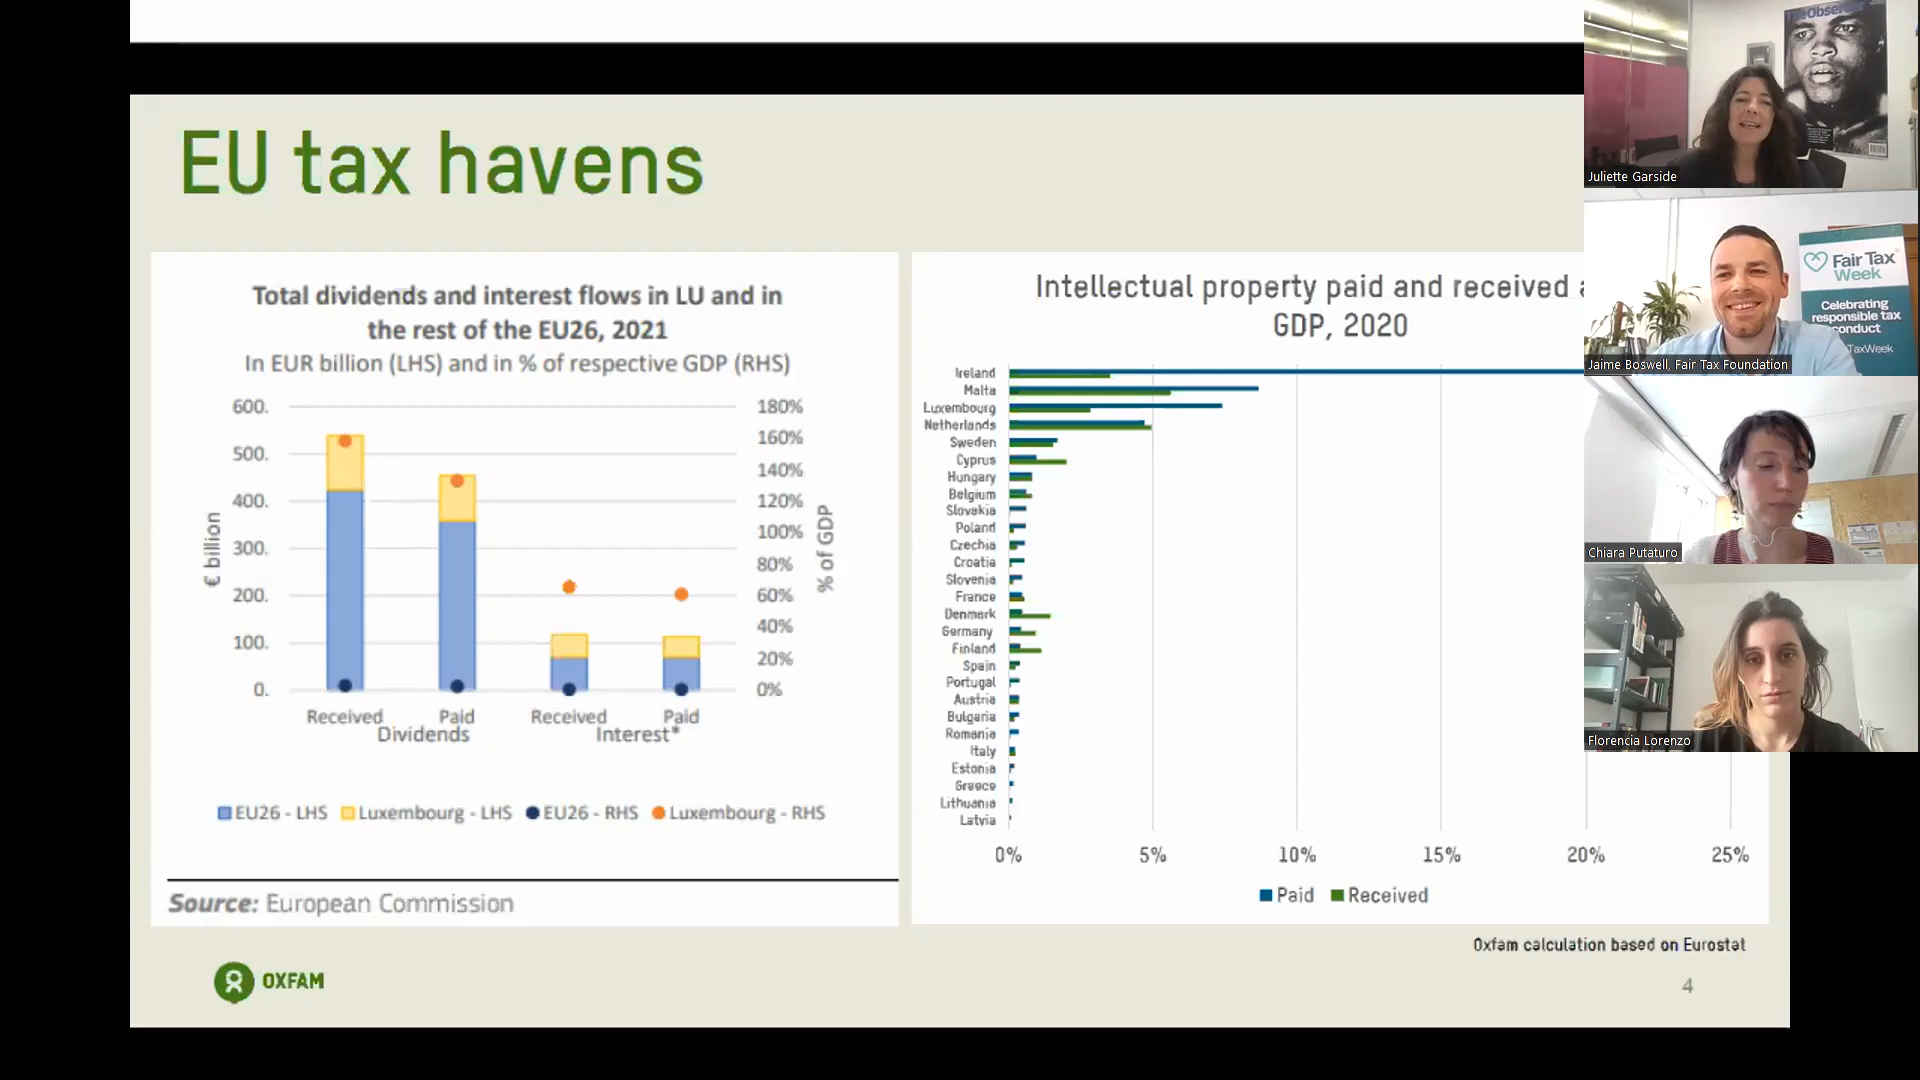 EU tax havens
Total dividends and interest flows in LU and in
the rest of the EU26, 2021
In EUR billion (LHS) and in % of respective GDP (RHS)
600.
500.
400.
300.
200.
100.
0.
€ billion
180%
160%
140%
120%
100%
80%
60%
40%
20%
0%
% of GDP
Received Paid Received Paid
Dividends Interest*
EU26 - LHS Luxembourg - LHS EU26 - RHS Luxembourg - RHS
Source: European Commission
Intellectual property paid and received
GDP, 2020
Ireland
Malta
Luxembourg
Netherlands
Sweden
Cyprus
Hungary
Belgium
Slovakia
Poland
Czechia
Croatia
Slovenia
France
Denmark
Germany
Finland
Spain
Portugal
Austria
Bulgaria
Romania
Italy
Estonia
Greece
Lithuania
Latvia
0% 5% 10% 15% 20% 25%
Paid Received
Oxfam calculation based on Eurostat
OXFAM
4
Juliette Garside
Fair Tax
Week
Celebrating
responsible tax
conduct
TaxWeek
Jaime Boswell, Fair Tax Foundation
Chiara Putaturo
Florencia Lorenzo